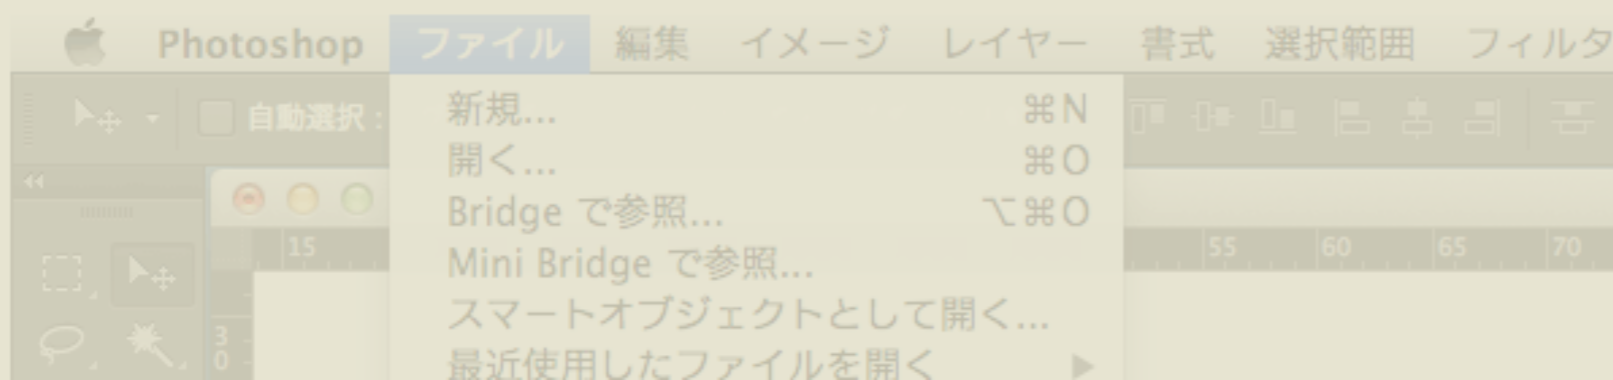 Photoshop ファイル 編集 イメージ レイヤー 書式 選択範囲 フィルタ
自動選択：
新規... ⌘N
開く... ⌘O
Bridge で参照... ⌥⌘O
Mini Bridge で参照...
スマートオブジェクトとして開く...
最近使用したファイルを開く ▶
15 55 60 65 70
30